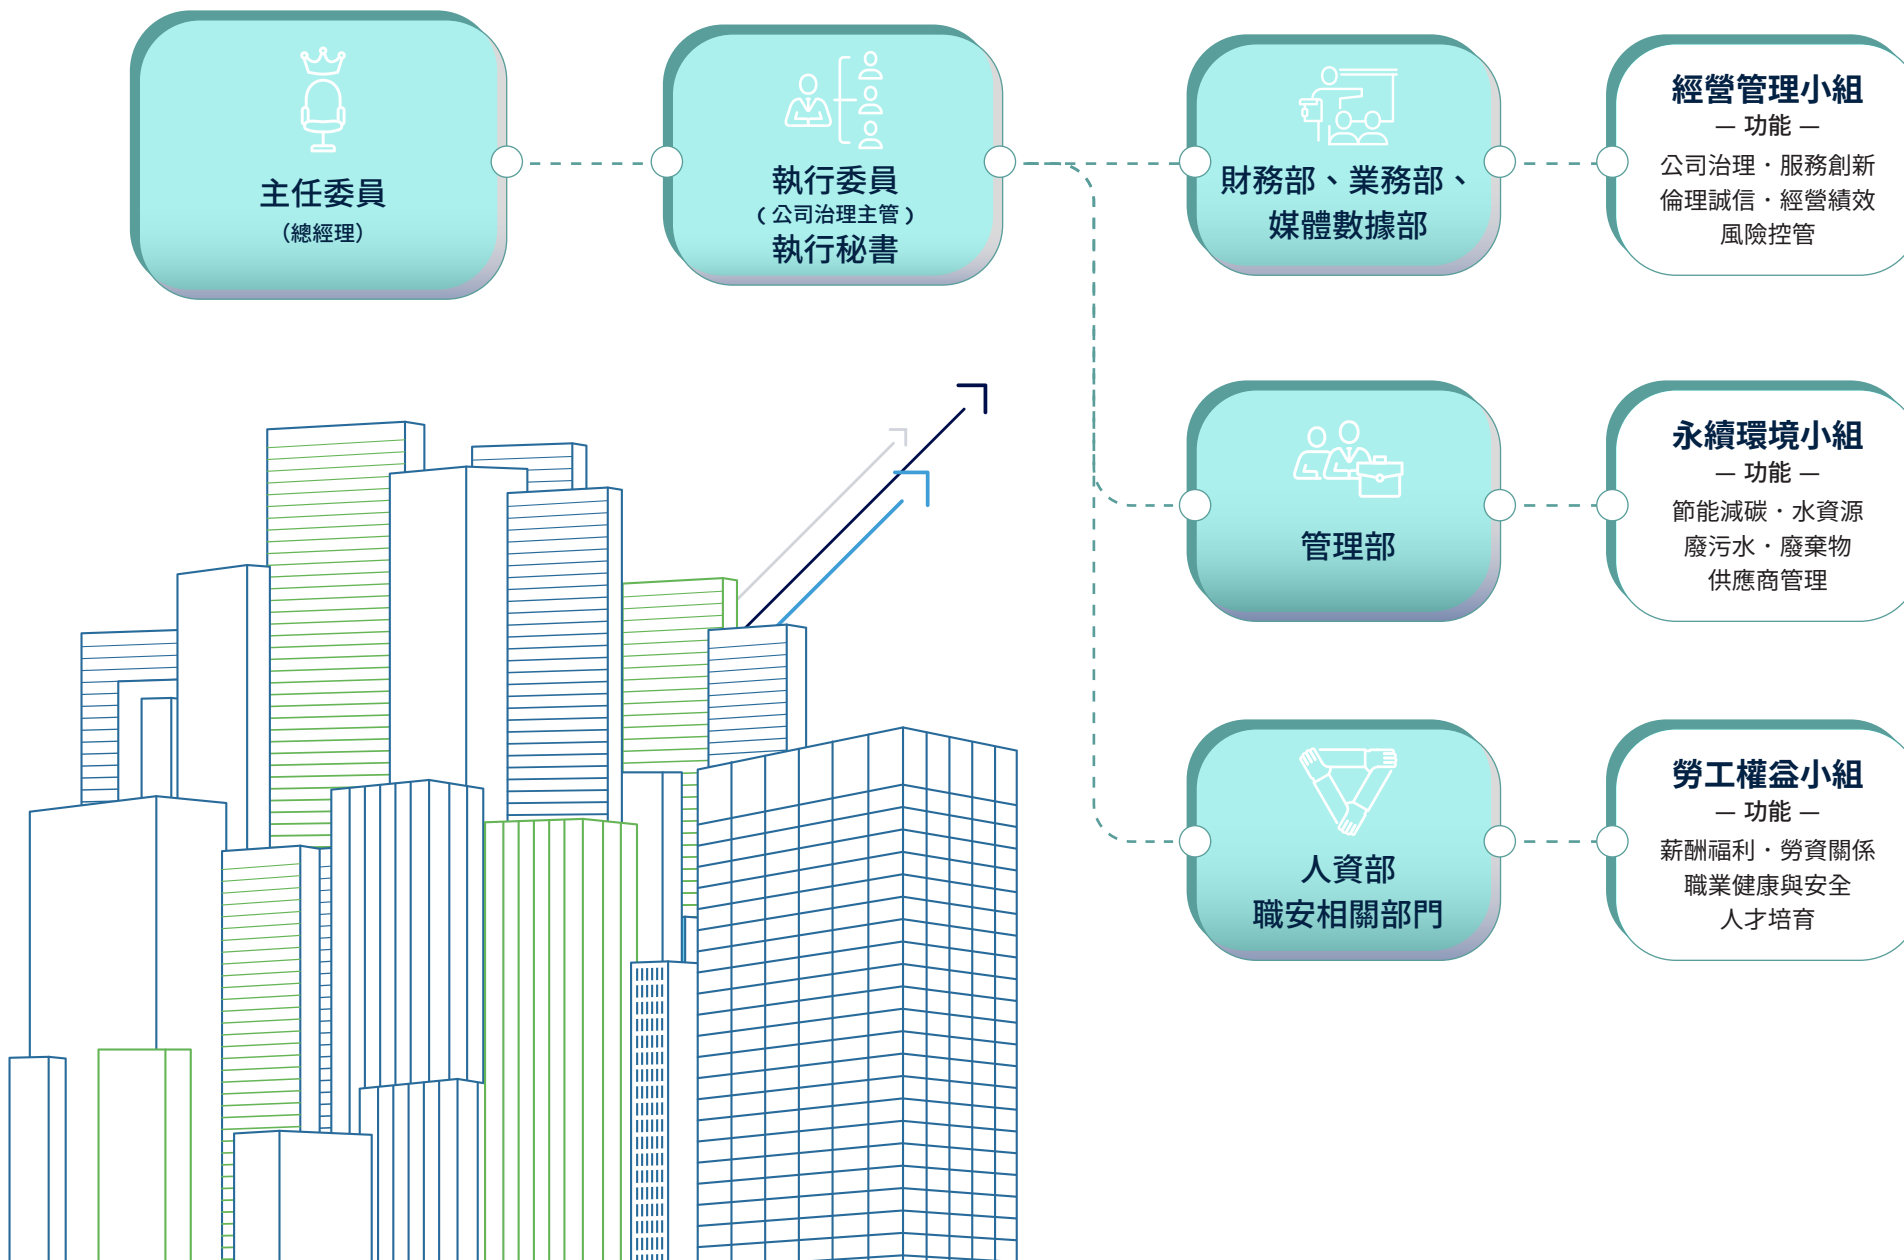 主任委員
(總經理)
執行委員
(公司治理主管)
執行秘書
財務部、業務部、
媒體數據部
經營管理小組
— 功能 —
公司治理・服務創新
倫理誠信・經營績效
風險控管
管理部
永續環境小組
— 功能 —
節能減碳・水資源
廢污水・廢棄物
供應商管理
人資部
職安相關部門
勞工權益小組
— 功能 —
薪酬福利・勞資關係
職業健康與安全
人才培育